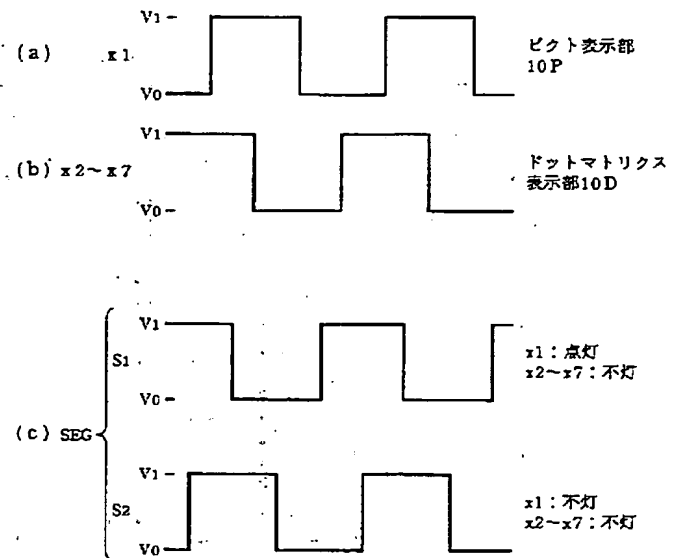 (a) x1 V1 V0 ピクト表示部
10P
(b) x2〜x7 V1 V0 ドットマトリクス
表示部10D
(c) SEG
S1 V1 V0 x1:点灯
x2〜x7:不灯
S2 V1 V0 x1:不灯
x2〜x7:不灯